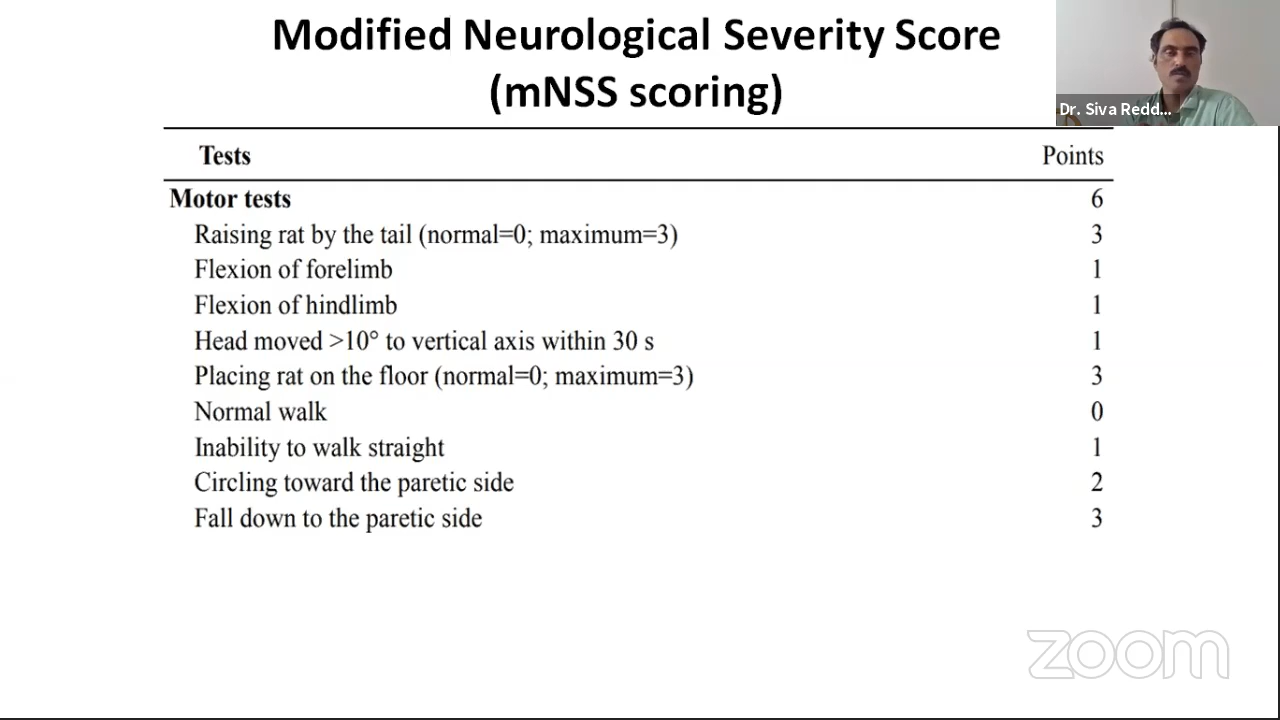 Modified Neurological Severity Score
(mNSS scoring)
Dr. Siva Redd...
Tests Points
Motor tests 6
Raising rat by the tail (normal=0; maximum=3) 3
Flexion of forelimb 1
Flexion of hindlimb 1
Head moved >10° to vertical axis within 30 s 1
Placing rat on the floor (normal=0; maximum=3) 3
Normal walk 0
Inability to walk straight 1
Circling toward the paretic side 2
Fall down to the paretic side 3
zoom